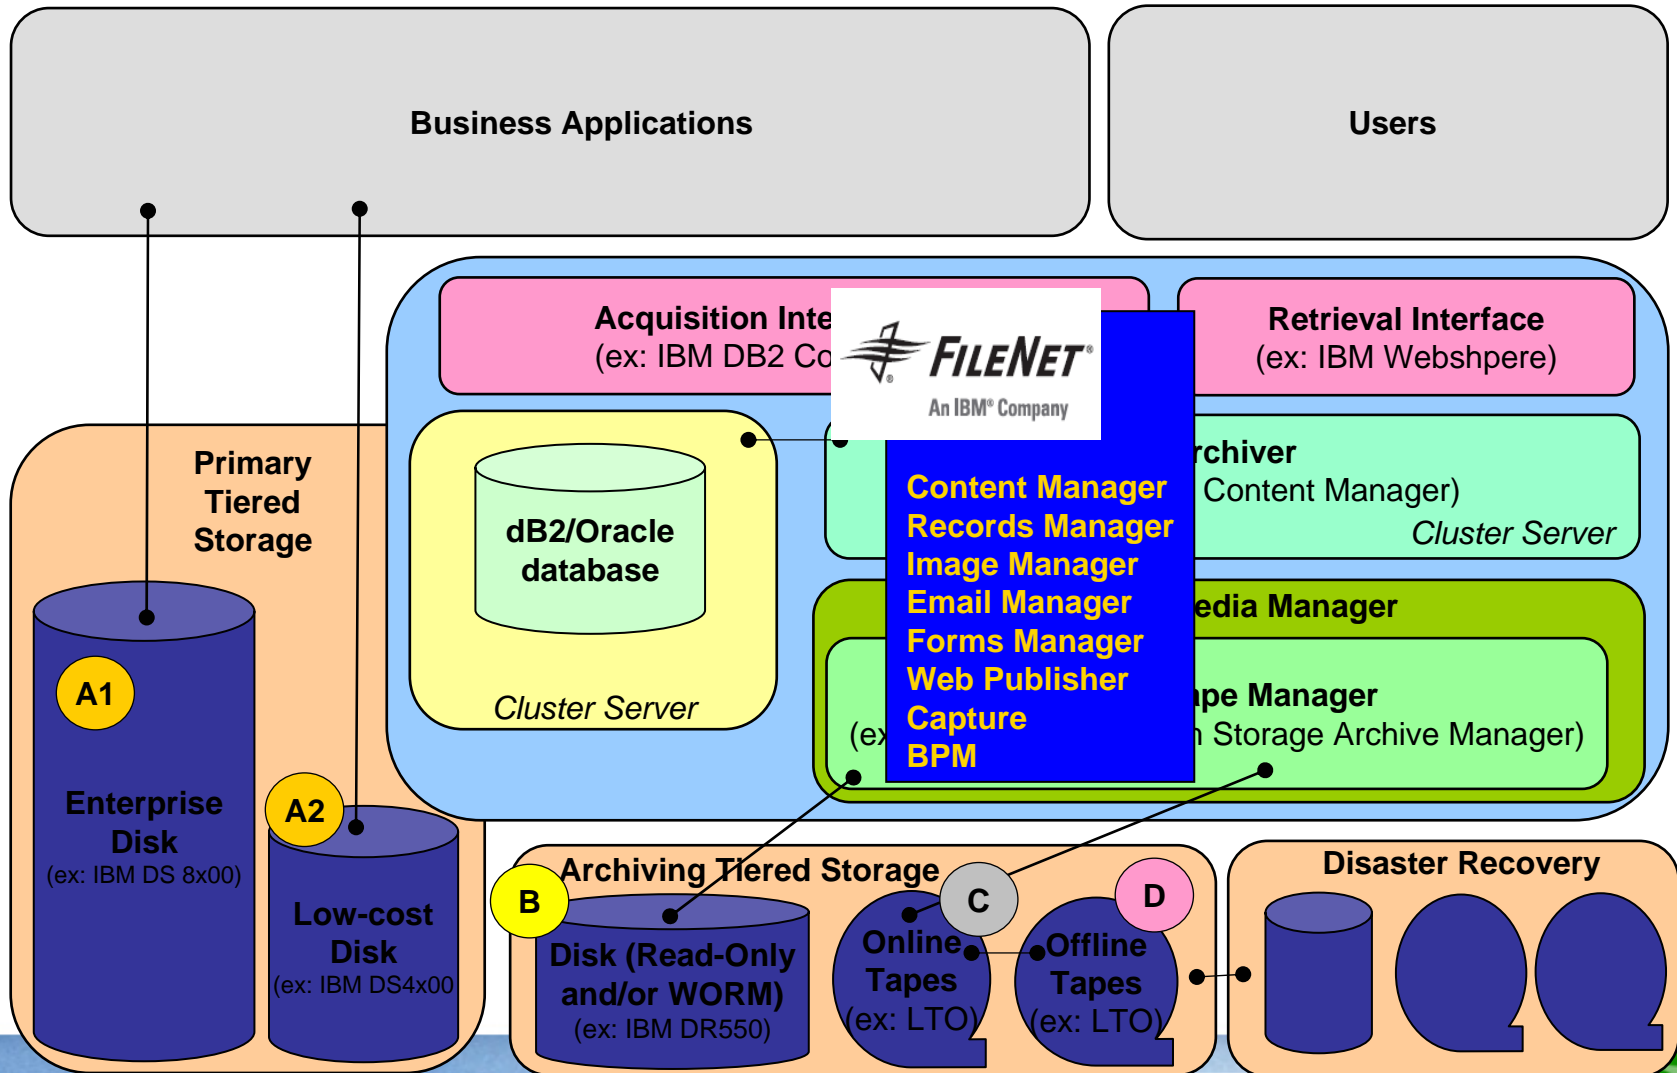 Business Applications
Users
Acquisition Inte
(ex: IBM DB2 Co
FILENET®
®
An IBM® Company
Retrieval Interface
(ex: IBM Webshpere)
Primary
Tiered
Storage
dB2/Oracle
database
Cluster Server
rchiver
Content Manager)
Cluster Server
Content Manager
Records Manager
Image Manager
Email Manager
Forms Manager
Web Publisher
Capture
BPM
edia Manager
ape Manager
(ex
n Storage Archive Manager)
A1
Enterprise
Disk
(ex: IBM DS 8x00)
A2
Low-cost
Disk
(ex: IBM DS4x00
Archiving Tiered Storage
B
Disk (Read-Only
and/or WORM)
(ex: IBM DR550)
C
Online
Tapes
(ex: LTO)
D
Offline
Tapes
(ex: LTO)
Disaster Recovery